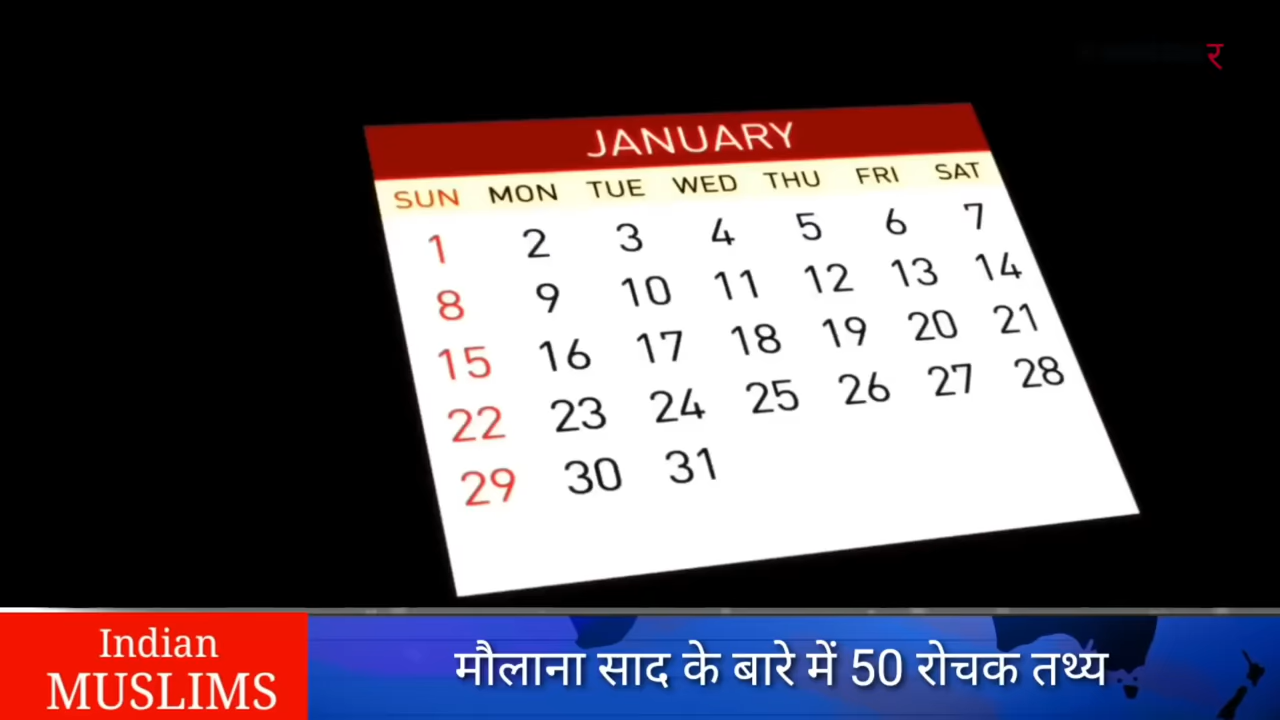 र
JANUARY
SUN MON TUE WED THU FRI SAT
1 2 3 4 5 6 7
8 9 10 11 12 13 14
15 16 17 18 19 20 21
22 23 24 25 26 27 28
29 30 31
Indian
MUSLIMS
मौलाना साद के बारे में 50 रोचक तथ्य